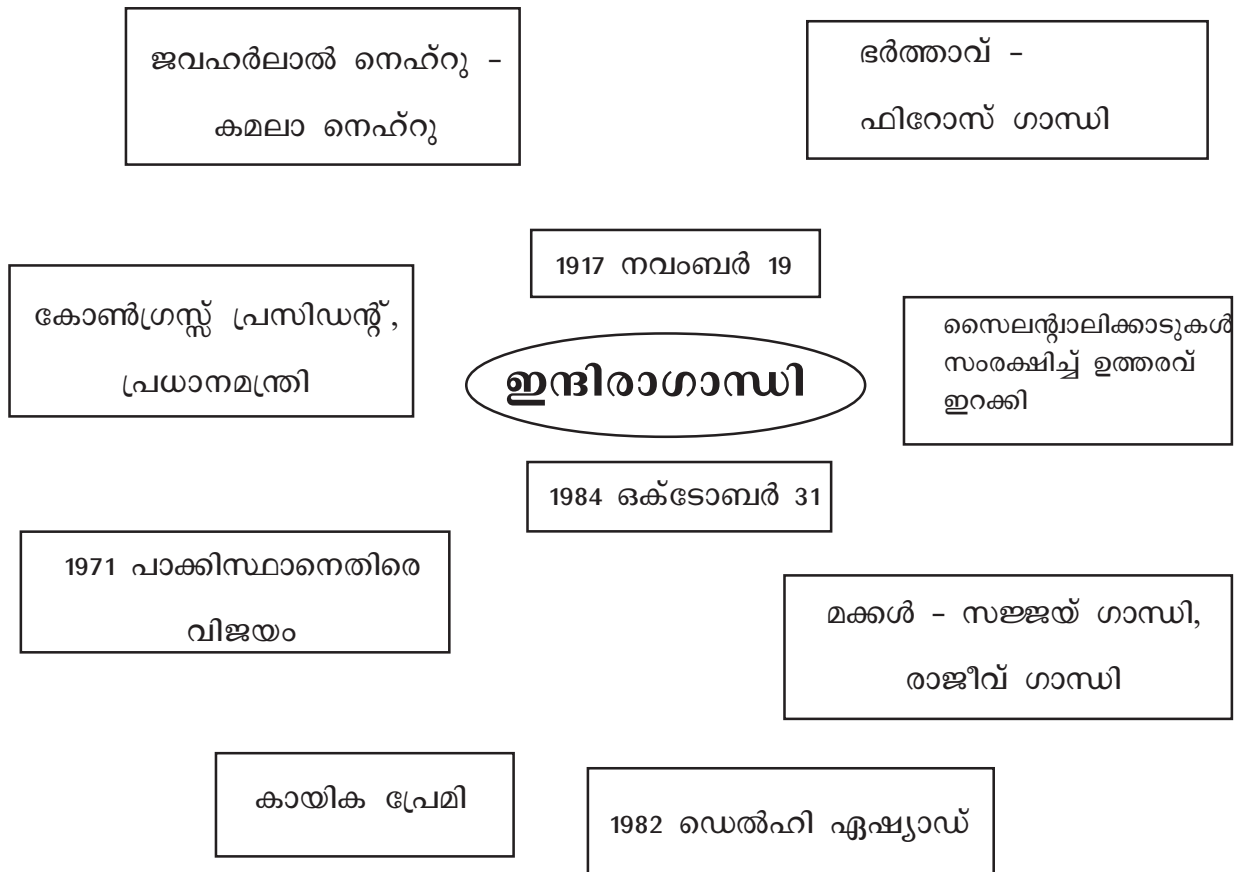 ജവഹർലാൽ നെഹ്റു -
കമലാ നെഹ്റു
ഭർത്താവ് -
ഫിറോസ് ഗാന്ധി
1917 നവംബർ 19
കോൺഗ്രസ്സ് പ്രസിഡന്റ്,
പ്രധാനമന്ത്രി
ഇന്ദിരാഗാന്ധി
സൈലന്റ്വാലിക്കാടുകൾ
സംരക്ഷിച്ച് ഉത്തരവ്
ഇറക്കി
1984 ഒക്ടോബർ 31
1971 പാക്കിസ്ഥാനെതിരെ
വിജയം
മക്കൾ - സഞ്ജയ് ഗാന്ധി,
രാജീവ് ഗാന്ധി
കായിക പ്രേമി
1982 ഡെൽഹി ഏഷ്യാഡ്